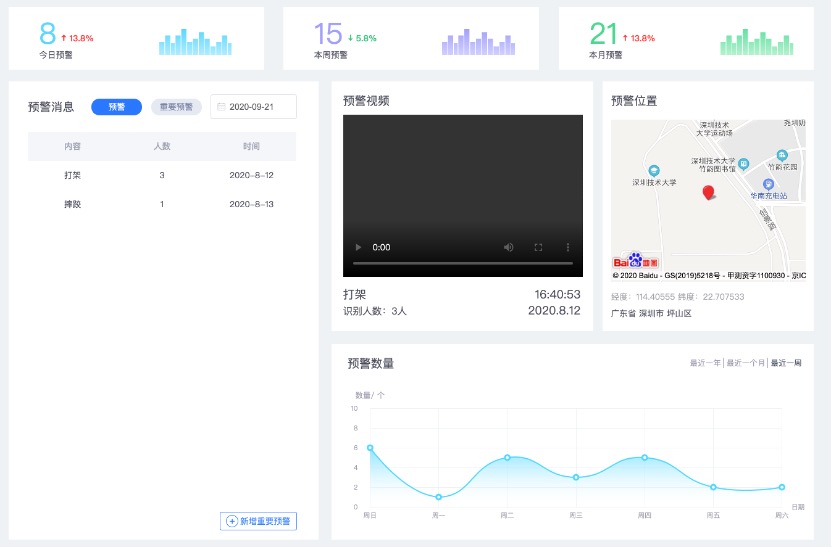 8 ↑ 13.8%
今日预警
15 ↓ 5.8%
本周预警
21 ↑ 13.8%
本月预警
预警消息 预警 重要预警 2020-09-21
内容 人数 时间
打架 3 2020-8-12
摔跤 1 2020-8-13
新增重要预警
预警视频
0:00
打架 16:40:53
识别人数：3人 2020.8.12
预警位置
深圳技术
大学运动场
深圳技术大学
竹韵图书馆
竹韵花园
深圳技术大学
华南充电站
Bai 地图
© 2020 Baidu - GS(2019)5218号 - 甲测资字1100930 - 京IC
经度：114.40555 纬度：22.707533
广东省 深圳市 坪山区
预警数量 最近一年 | 最近一个月 | 最近一周
数量/ 个
10
8
6
4
2
0
周日 周一 周二 周三 周四 周五 周六 日期